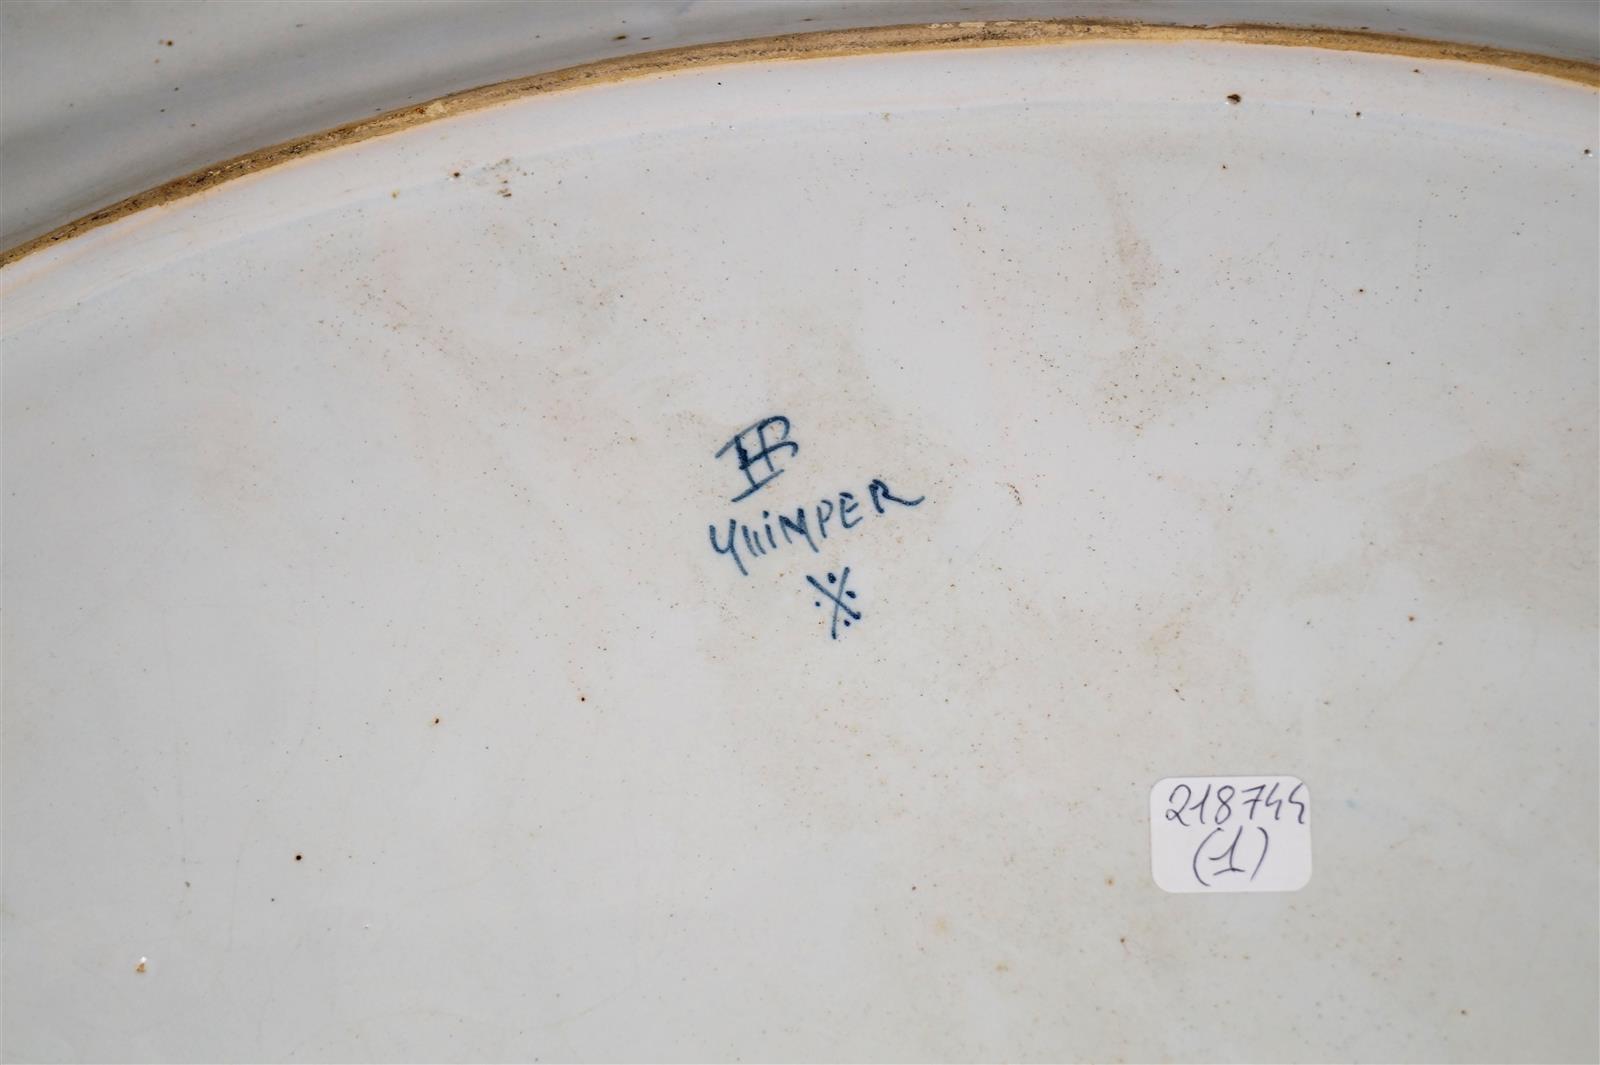 HB
QUIMPER
218744
(1)